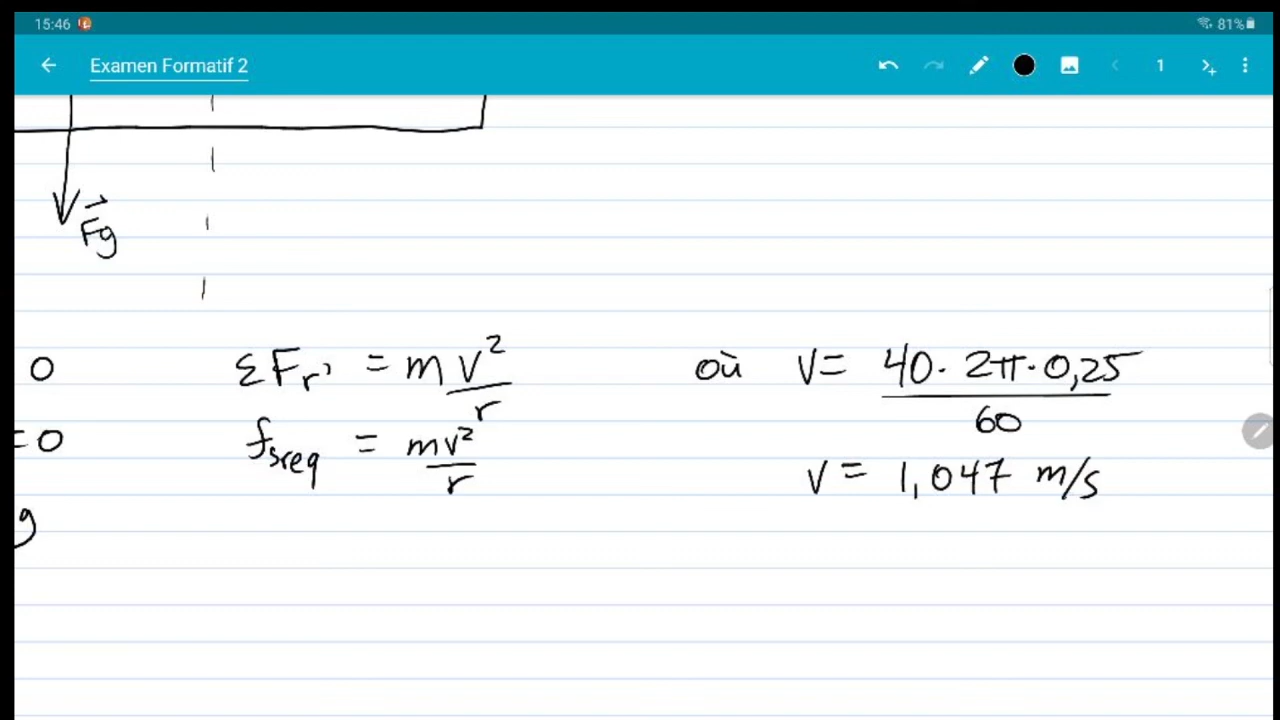 15:46 81%
Examen Formatif 2 1
Fg
0 ΣFr' = m v²/r où v = 40·2π·0,25/60
=0 fsreq = mv²/r v = 1,047 m/s
g